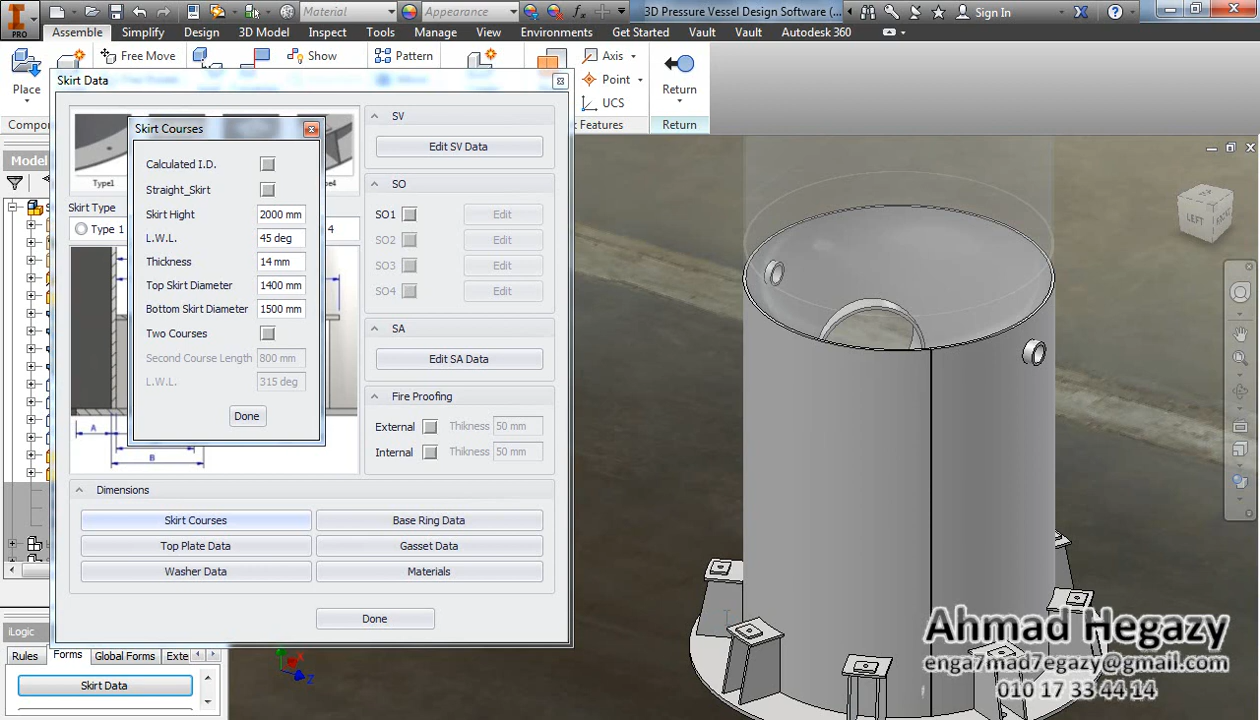 Material
Appearance
3D Pressure Vessel Design Software (...
Sign In
PRO
Assemble Simplify Design 3D Model Inspect Tools Manage View Environments Get Started Vault Vault Autodesk 360
Place
Free Move
Show
Pattern
Axis
Point
UCS
Return
Features
Return
Skirt Data
Skirt Courses
Calculated I.D.
Straight_Skirt
Skirt Hight 2000 mm
L.W.L. 45 deg
Thickness 14 mm
Top Skirt Diameter 1400 mm
Bottom Skirt Diameter 1500 mm
Two Courses
Second Course Length 800 mm
L.W.L. 315 deg
Done
Type1
Skirt Type
Type 1
4
A
B
SV
Edit SV Data
SO
SO1 Edit
SO2 Edit
SO3 Edit
SO4 Edit
SA
Edit SA Data
Fire Proofing
External Thikness 50 mm
Internal Thikness 50 mm
Dimensions
Skirt Courses Base Ring Data
Top Plate Data Gasset Data
Washer Data Materials
Done
Model
iLogic
Rules Forms Global Forms Exte
Skirt Data
LEFT
X
Z
Ahmad Hegazy
enga7mad7egazy@gmail.com
010 17 33 44 14